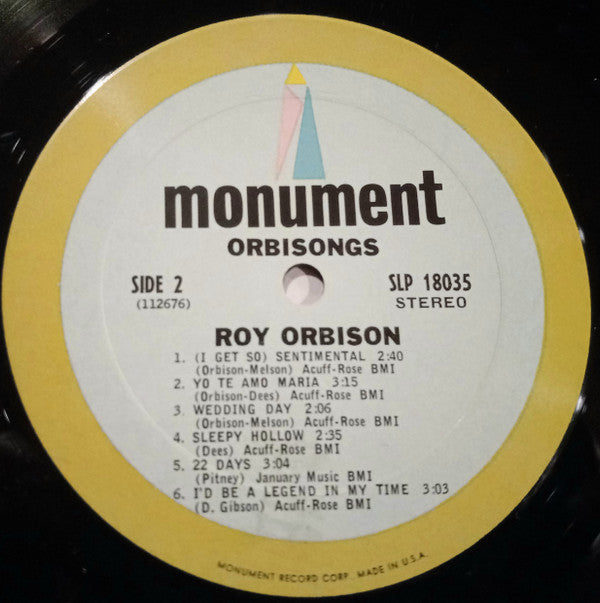 monument
ORBISONGS
SIDE 2
(112676)
SLP 18035
STEREO
ROY ORBISON
1. (I GET SO) SENTIMENTAL 2:40
(Orbison-Melson) Acuff-Rose BMI
2. YO TE AMO MARIA 3:15
(Orbison-Dees) Acuff-Rose BMI
3. WEDDING DAY 2:06
(Orbison-Melson) Acuff-Rose BMI
4. SLEEPY HOLLOW 2:35
(Dees) Acuff-Rose BMI
5. 22 DAYS 3:04
(Pitney) January Music BMI
6. I'D BE A LEGEND IN MY TIME 3:03
(D. Gibson) Acuff-Rose BMI
MONUMENT RECORD CORP. MADE IN U.S.A.